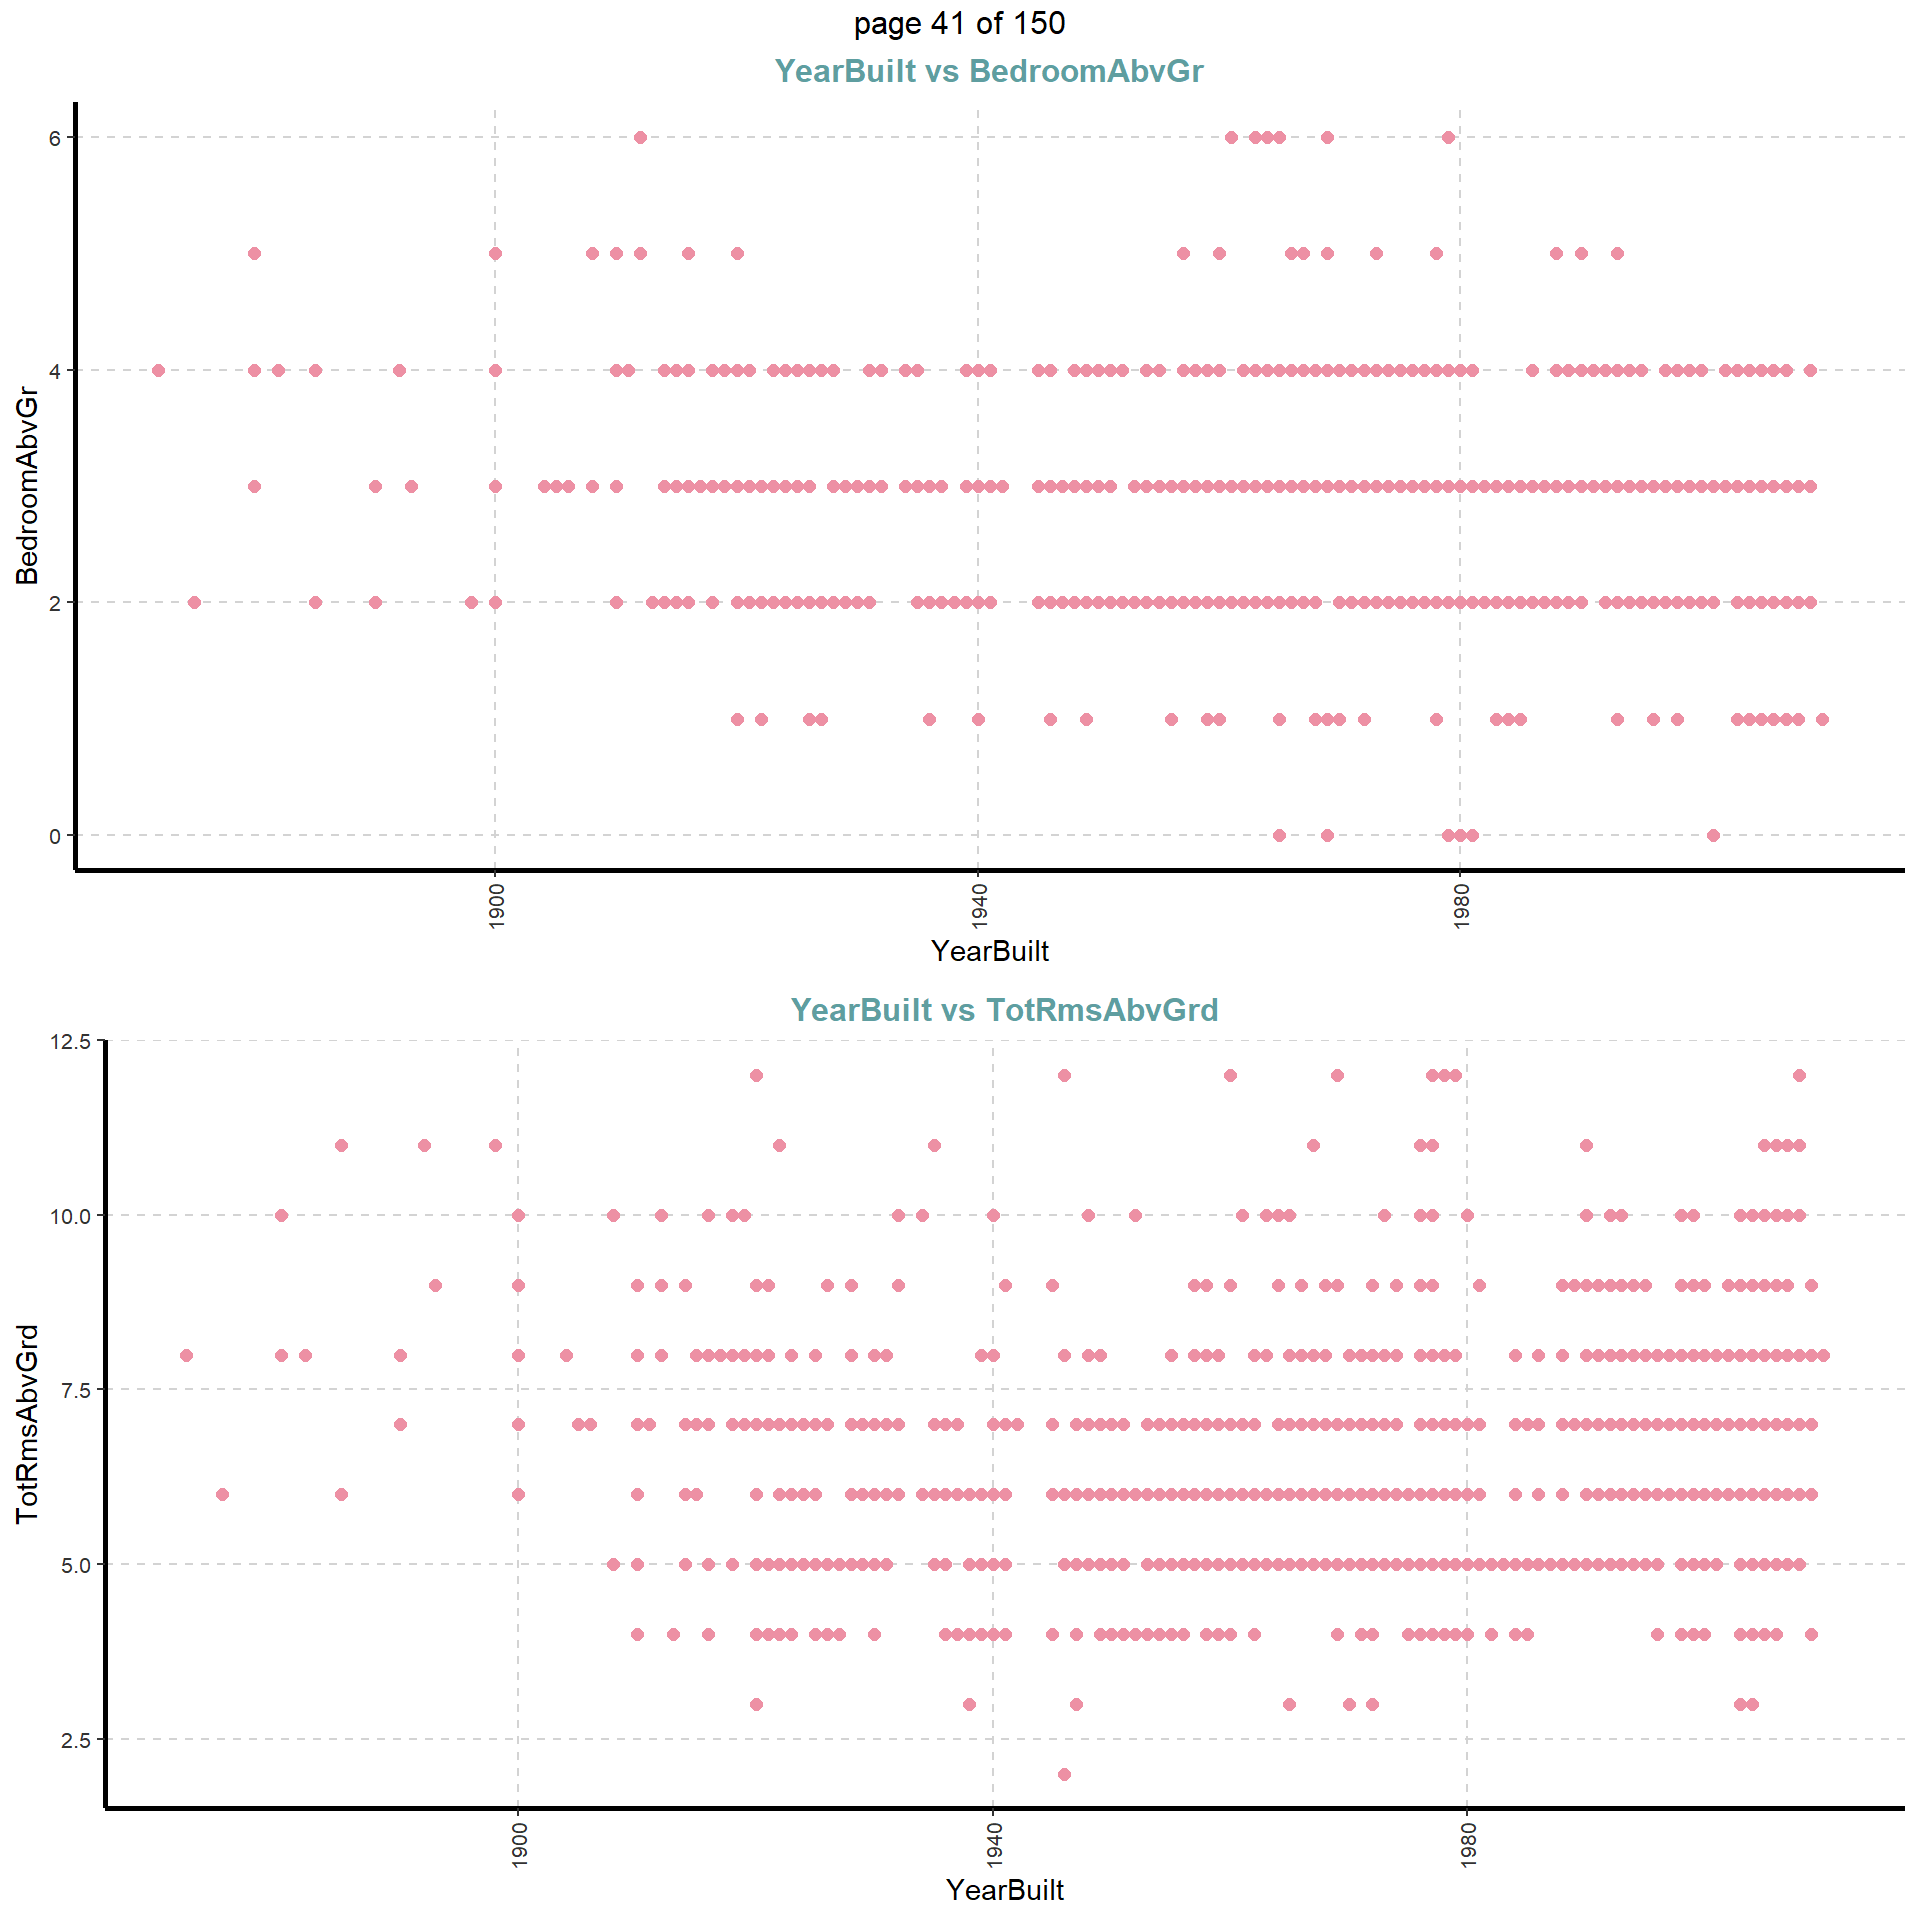 page 41 of 150
YearBuilt vs BedroomAbvGr
6
4
2
0
BedroomAbvGr
1900
1940
1980
YearBuilt
YearBuilt vs TotRmsAbvGrd
12.5
10.0
7.5
5.0
2.5
TotRmsAbvGrd
1900
1940
1980
YearBuilt